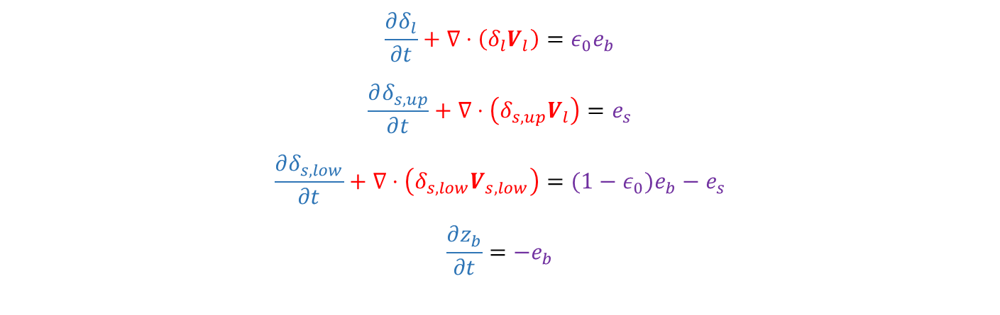 ∂δ_l/∂t + ∇ · (δ_l V_l) = ϵ_0 e_b
∂δ_{s,up}/∂t + ∇ · (δ_{s,up} V_l) = e_s
∂δ_{s,low}/∂t + ∇ · (δ_{s,low} V_{s,low}) = (1 − ϵ_0)e_b − e_s
∂z_b/∂t = −e_b